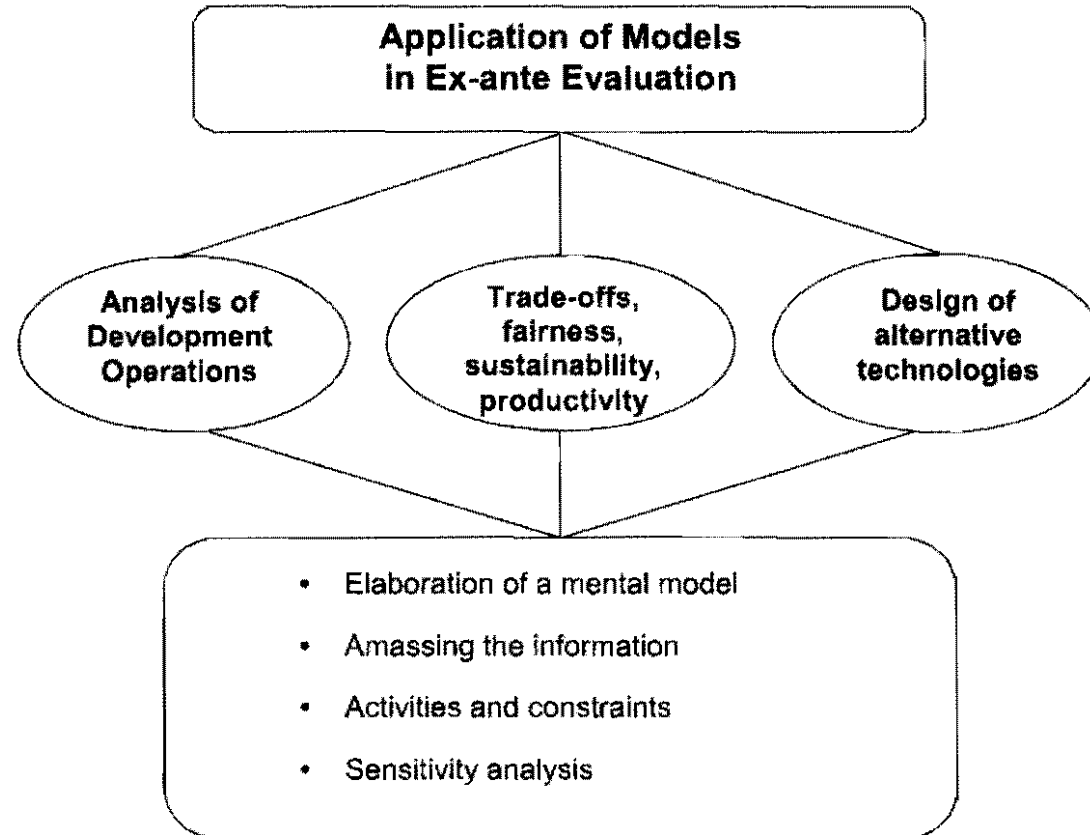 Application of Models
in Ex-ante Evaluation
Analysis of
Development
Operations
Trade-offs,
fairness,
sustainability,
productivity
Design of
alternative
technologies
• Elaboration of a mental model
• Amassing the information
• Activities and constraints
• Sensitivity analysis